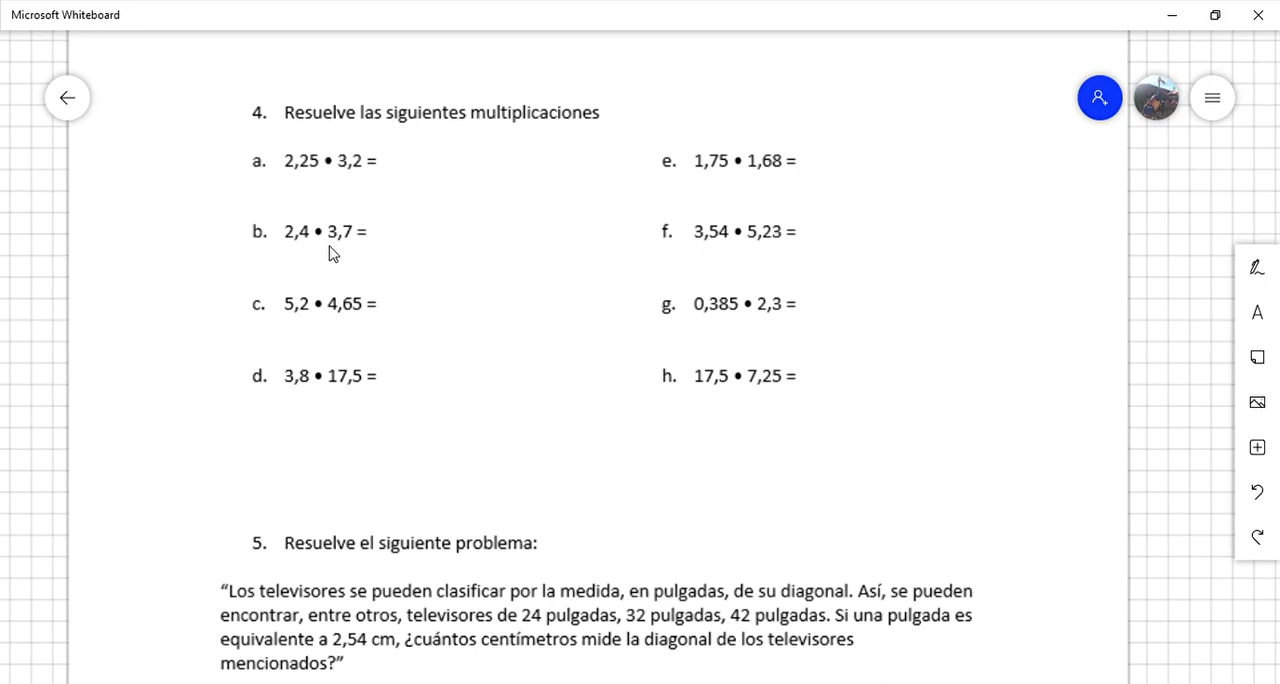 Microsoft Whiteboard
4. Resuelve las siguientes multiplicaciones
a. 2,25 • 3,2 =
e. 1,75 • 1,68 =
b. 2,4 • 3,7 =
f. 3,54 • 5,23 =
c. 5,2 • 4,65 =
g. 0,385 • 2,3 =
d. 3,8 • 17,5 =
h. 17,5 • 7,25 =
5. Resuelve el siguiente problema:
“Los televisores se pueden clasificar por la medida, en pulgadas, de su diagonal. Así, se pueden
encontrar, entre otros, televisores de 24 pulgadas, 32 pulgadas, 42 pulgadas. Si una pulgada es
equivalente a 2,54 cm, ¿cuántos centímetros mide la diagonal de los televisores
mencionados?”